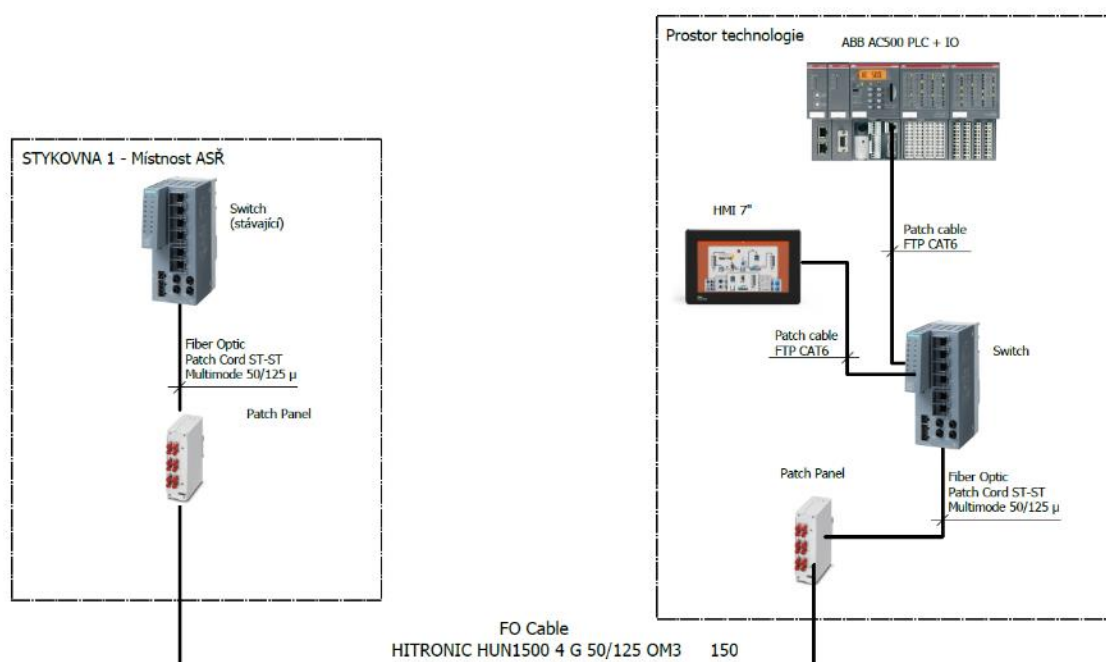 STYKOVNA 1 - Místnost ASŘ
Switch
(stávající)
Fiber Optic
Patch Cord ST-ST
Multimode 50/125 µ
Patch Panel
Prostor technologie
ABB AC500 PLC + IO
HMI 7"
Patch cable
FTP CAT6
Patch cable
FTP CAT6
Switch
Patch Panel
Fiber Optic
Patch Cord ST-ST
Multimode 50/125 µ
FO Cable
HITRONIC HUN1500 4 G 50/125 OM3 150